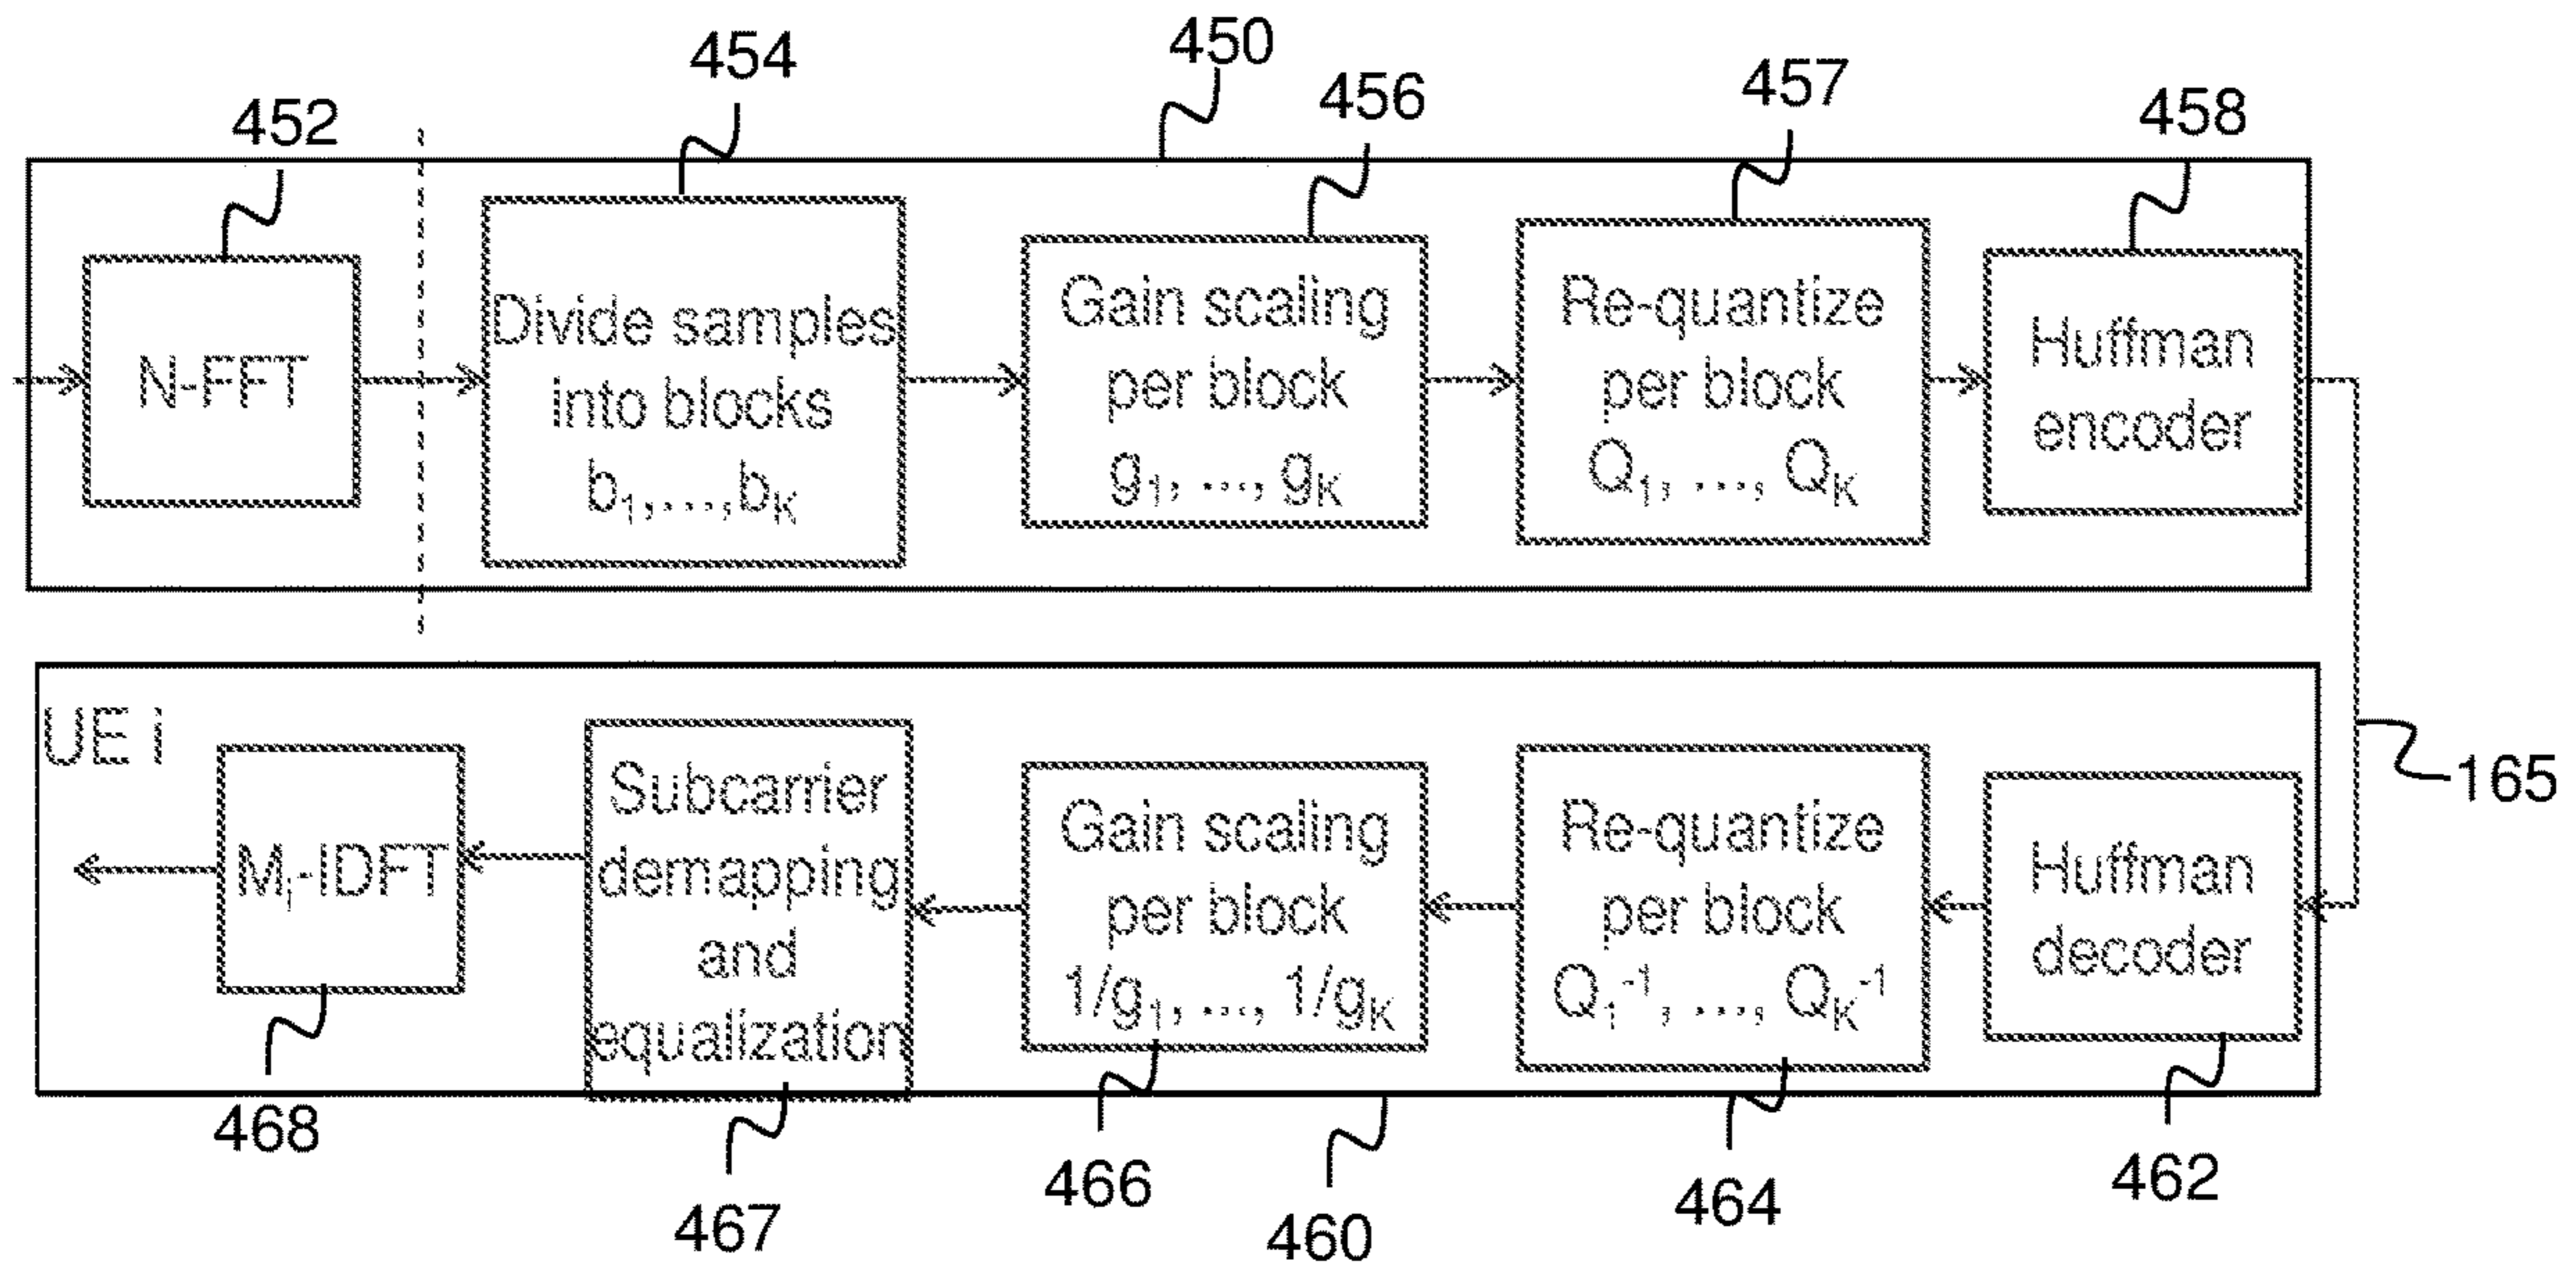 450
454
456
457
458
452
N-FFT
Divide samples
into blocks
b₁,...,bK
Gain scaling
per block
g₁, ..., gK
Re-quantize
per block
Q₁, ..., QK
Huffman
encoder
165
UE i
Mᵢ-IDFT
Subcarrier
demapping
and
equalization
Gain scaling
per block
1/g₁, ..., 1/gK
Re-quantize
per block
Q₁⁻¹, ..., QK⁻¹
Huffman
decoder
468
467
466
460
464
462